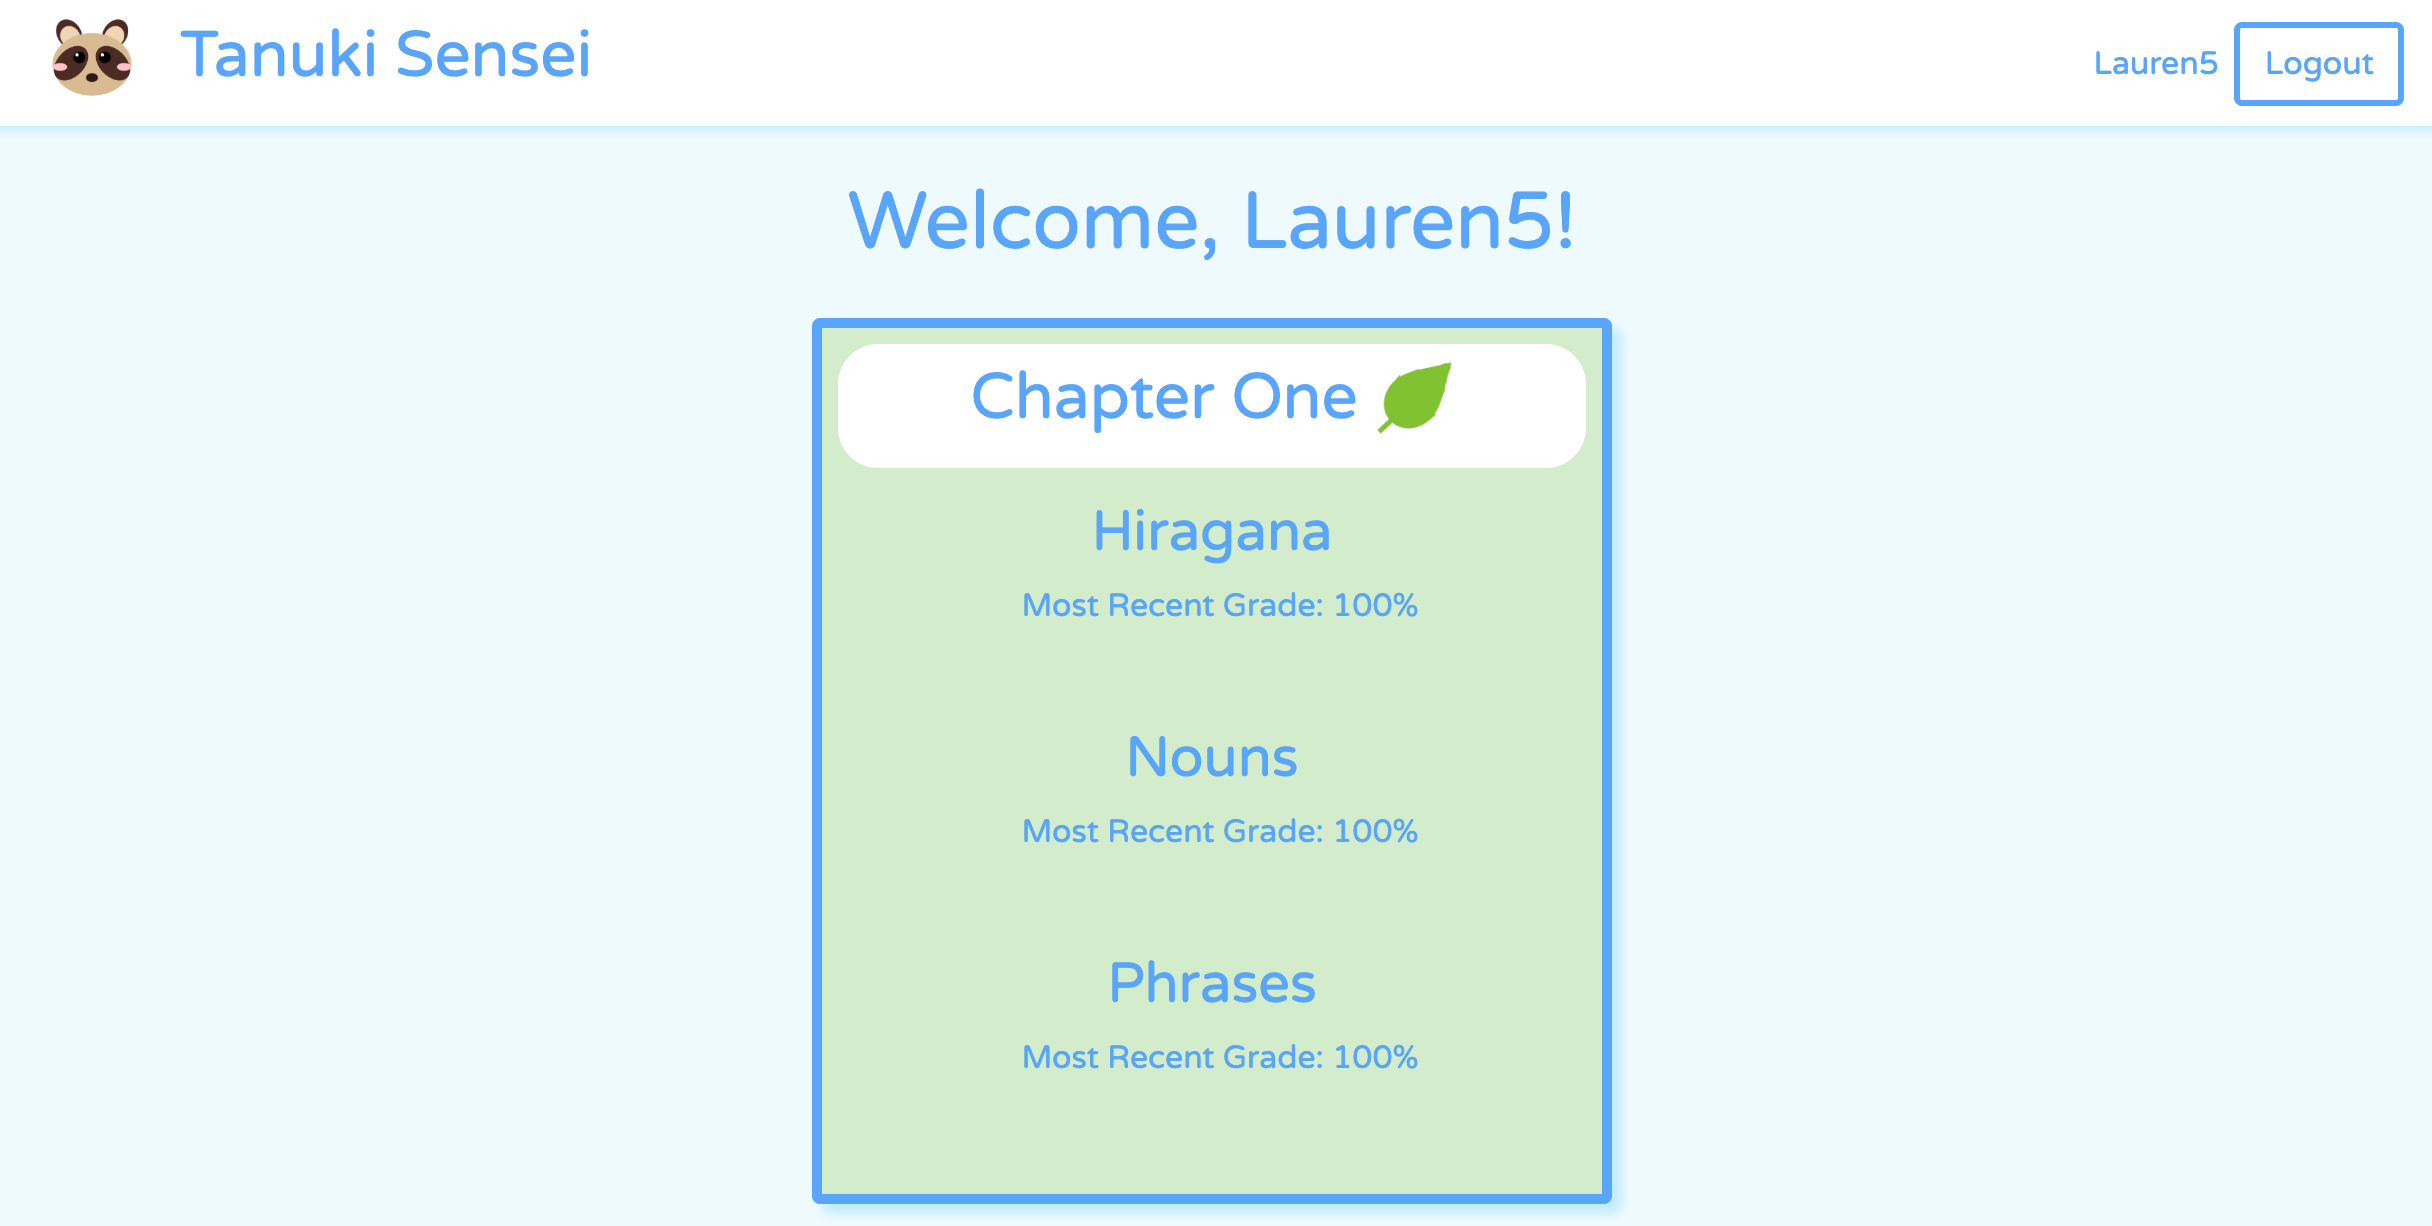 Tanuki Sensei
Lauren5
Logout
Welcome, Lauren5!
Chapter One
Hiragana
Most Recent Grade: 100%
Nouns
Most Recent Grade: 100%
Phrases
Most Recent Grade: 100%